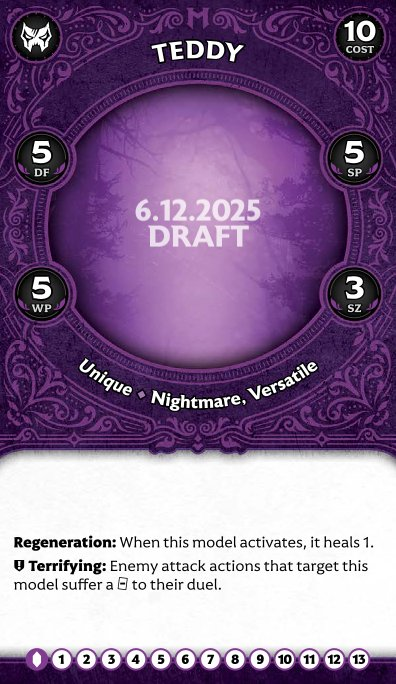 TEDDY
10
COST
5
DF
5
SP
6.12.2025
DRAFT
5
WP
3
SZ
Unique ♦ Nightmare, Versatile
Regeneration: When this model activates, it heals 1.
Terrifying: Enemy attack actions that target this
model suffer a to their duel.
1 2 3 4 5 6 7 8 9 10 11 12 13